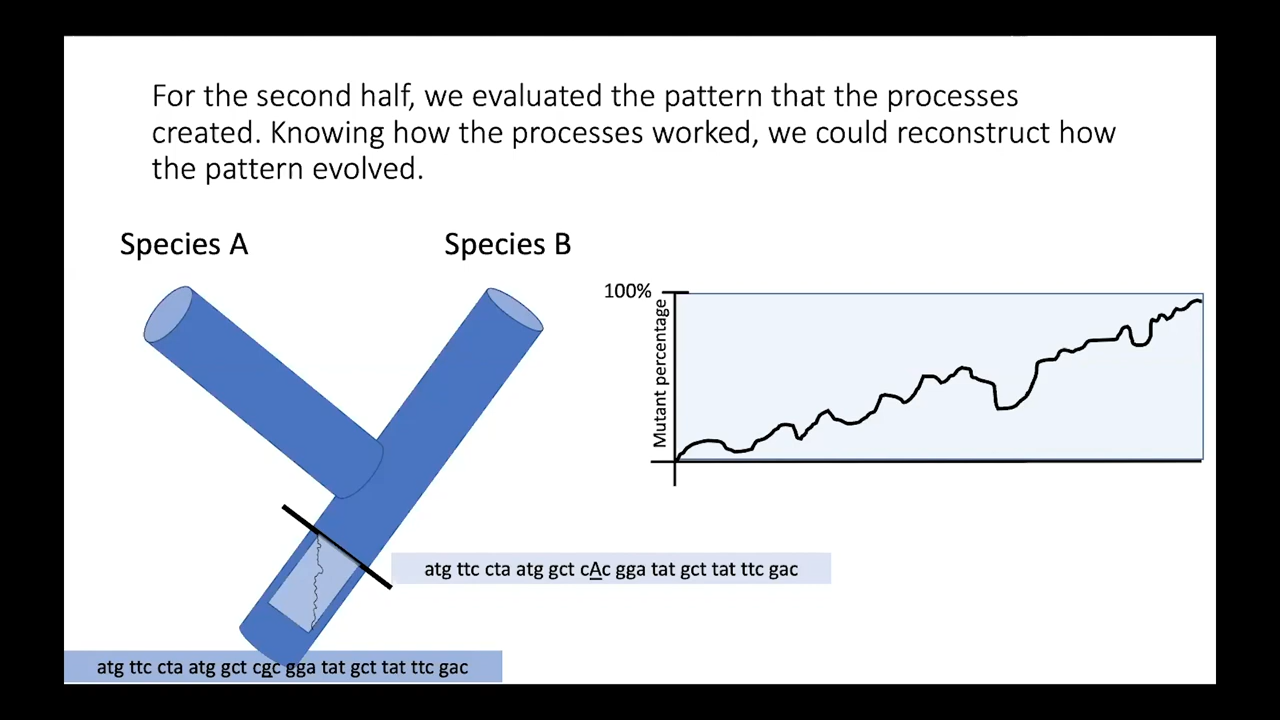 For the second half, we evaluated the pattern that the processes
created. Knowing how the processes worked, we could reconstruct how
the pattern evolved.
Species A
Species B
100%
Mutant percentage
atg ttc cta atg gct cAc gga tat gct tat ttc gac
atg ttc cta atg gct cgc gga tat gct tat ttc gac